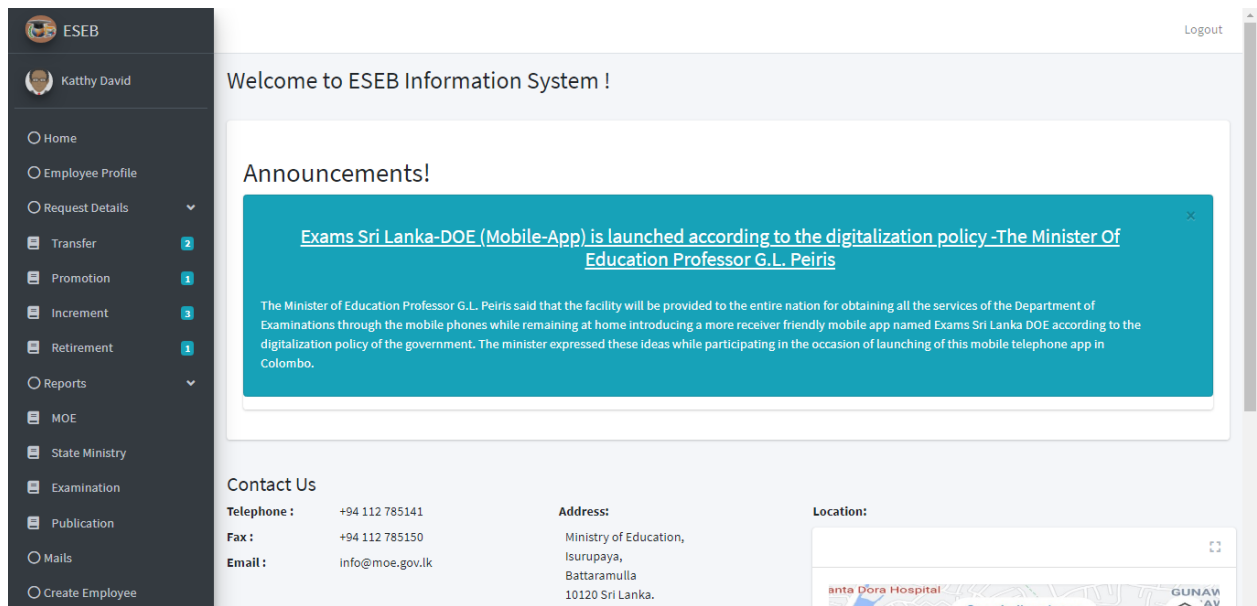 ESEB
Logout
Katthy David
Home
Employee Profile
Request Details
Transfer 2
Promotion 1
Increment 3
Retirement 1
Reports
MOE
State Ministry
Examination
Publication
Mails
Create Employee
Welcome to ESEB Information System !
Announcements!
×
Exams Sri Lanka-DOE (Mobile-App) is launched according to the digitalization policy -The Minister Of
Education Professor G.L. Peiris
The Minister of Education Professor G.L. Peiris said that the facility will be provided to the entire nation for obtaining all the services of the Department of
Examinations through the mobile phones while remaining at home introducing a more receiver friendly mobile app named Exams Sri Lanka DOE according to the
digitalization policy of the government. The minister expressed these ideas while participating in the occasion of launching of this mobile telephone app in
Colombo.
Contact Us
Telephone : +94 112 785141
Fax : +94 112 785150
Email : info@moe.gov.lk
Address:
Ministry of Education,
Isurupaya,
Battaramulla
10120 Sri Lanka.
Location:
anta Dora Hospital
GUNAW